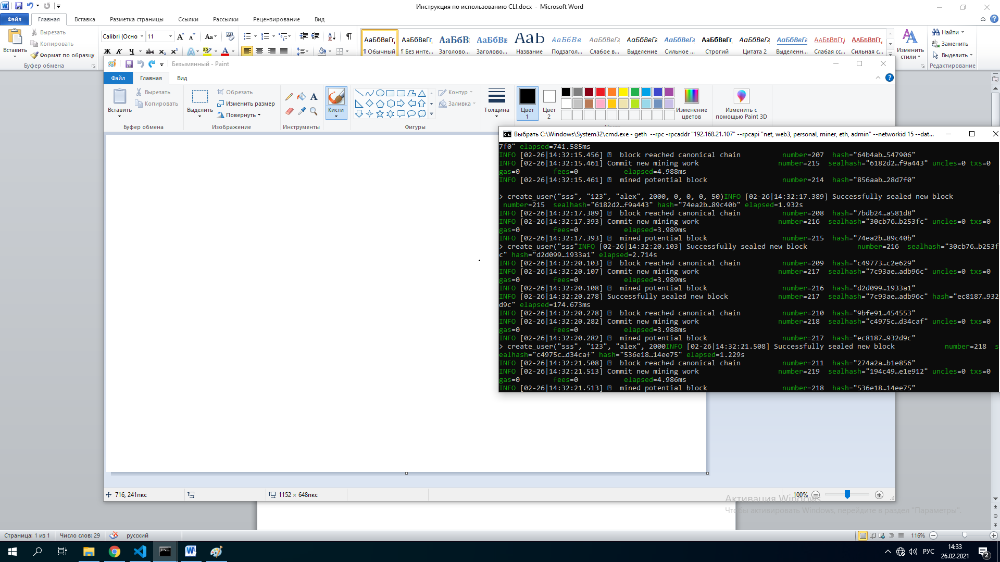 Инструкция по использованию CLI.docx - Microsoft Word
Файл Главная Вставка Разметка страницы Ссылки Рассылки Рецензирование Вид
Вставить
Вырезать
Копировать
Формат по образцу
Буфер обмена
Calibri (Осно 11
Ж К Ч abc x₂ x²
АаБбВвГг, АаБбВвГг, АаБбВ АаБбВв АаБ АаБбВв. АаБбВвГг АаБбВвГг АаБбВвГг АаБбВвГг, АаБбВвГг АаБбВвГг ААББВВГГ, ААББВВГГ,
¶ Обычный ¶ Без инте... Заголово... Заголово... Название Подзагол... Слабое в... Выделение Сильное ... Строгий Цитата 2 Выделенн... Слабая сс... Сильная с...
Изменить стили
Найти
Заменить
Выделить
Редактирование
Безымянный - Paint
Файл Главная Вид
Вставить
Вырезать
Копировать
Буфер обмена
Выделить
Обрезать
Изменить размер
Повернуть
Изображение
Инструменты
Кисти
Контур
Заливка
Фигуры
Толщина
Цвет 1
Цвет 2
Изменение цветов
Изменить с помощью Paint 3D
Выбрать C:\Windows\System32\cmd.exe - geth --rpc -rpcaddr "192.168.21.107" --rpcapi "net, web3, personal, miner, eth, admin" --networkid 15 --dat...
7f0" elapsed=741.585ms
INFO [02-26|14:32:15.456] block reached canonical chain number=207 hash="64b4ab…547906"
INFO [02-26|14:32:15.461] Commit new mining work number=215 sealhash="6182d2…f9a443" uncles=0 txs=0
gas=0 fees=0 elapsed=4.988ms
INFO [02-26|14:32:15.461] mined potential block number=214 hash="856aab…28d7f0"
> create_user("sss", "123", "alex", 2000, 0, 0, 0, 50)INFO [02-26|14:32:17.389] Successfully sealed new block
number=215 sealhash="6182d2…f9a443" hash="74ea2b…89c40b" elapsed=1.932s
INFO [02-26|14:32:17.389] block reached canonical chain number=208 hash="7bdb24…a581d8"
INFO [02-26|14:32:17.393] Commit new mining work number=216 sealhash="30cb76…b253fc" uncles=0 txs=0
gas=0 fees=0 elapsed=3.989ms
INFO [02-26|14:32:17.393] mined potential block number=215 hash="74ea2b…89c40b"
> create_user("sss"INFO [02-26|14:32:20.103] Successfully sealed new block number=216 sealhash="30cb76…b253f
c" hash="d2d099…1933a1" elapsed=2.714s
INFO [02-26|14:32:20.103] block reached canonical chain number=209 hash="c49773…c2e629"
INFO [02-26|14:32:20.107] Commit new mining work number=217 sealhash="7c93ae…adb96c" uncles=0 txs=0
gas=0 fees=0 elapsed=3.989ms
INFO [02-26|14:32:20.108] mined potential block number=216 hash="d2d099…1933a1"
INFO [02-26|14:32:20.278] Successfully sealed new block number=217 sealhash="7c93ae…adb96c" hash="ec8187…932
d9c" elapsed=174.673ms
INFO [02-26|14:32:20.278] block reached canonical chain number=210 hash="9bfe91…454553"
INFO [02-26|14:32:20.282] Commit new mining work number=218 sealhash="c4975c…d34caf" uncles=0 txs=0
gas=0 fees=0 elapsed=3.988ms
INFO [02-26|14:32:20.282] mined potential block number=217 hash="ec8187…932d9c"
> create_user("sss", "123", "alex", 2000INFO [02-26|14:32:21.508] Successfully sealed new block number=218 s
ealhash="c4975c…d34caf" hash="536e18…14ee75" elapsed=1.229s
INFO [02-26|14:32:21.508] block reached canonical chain number=211 hash="274a2a…b1e856"
INFO [02-26|14:32:21.513] Commit new mining work number=219 sealhash="194c49…e1e912" uncles=0 txs=0
gas=0 fees=0 elapsed=4.986ms
INFO [02-26|14:32:21.513] mined potential block number=218 hash="536e18…14ee75"
716, 241пкс 1152 × 648пкс 100%
Активация Windows
Чтобы активировать Windows, перейдите в раздел "Параметры".
Страница: 1 из 1 Число слов: 29 русский 116%
РУС 14:33
26.02.2021
2